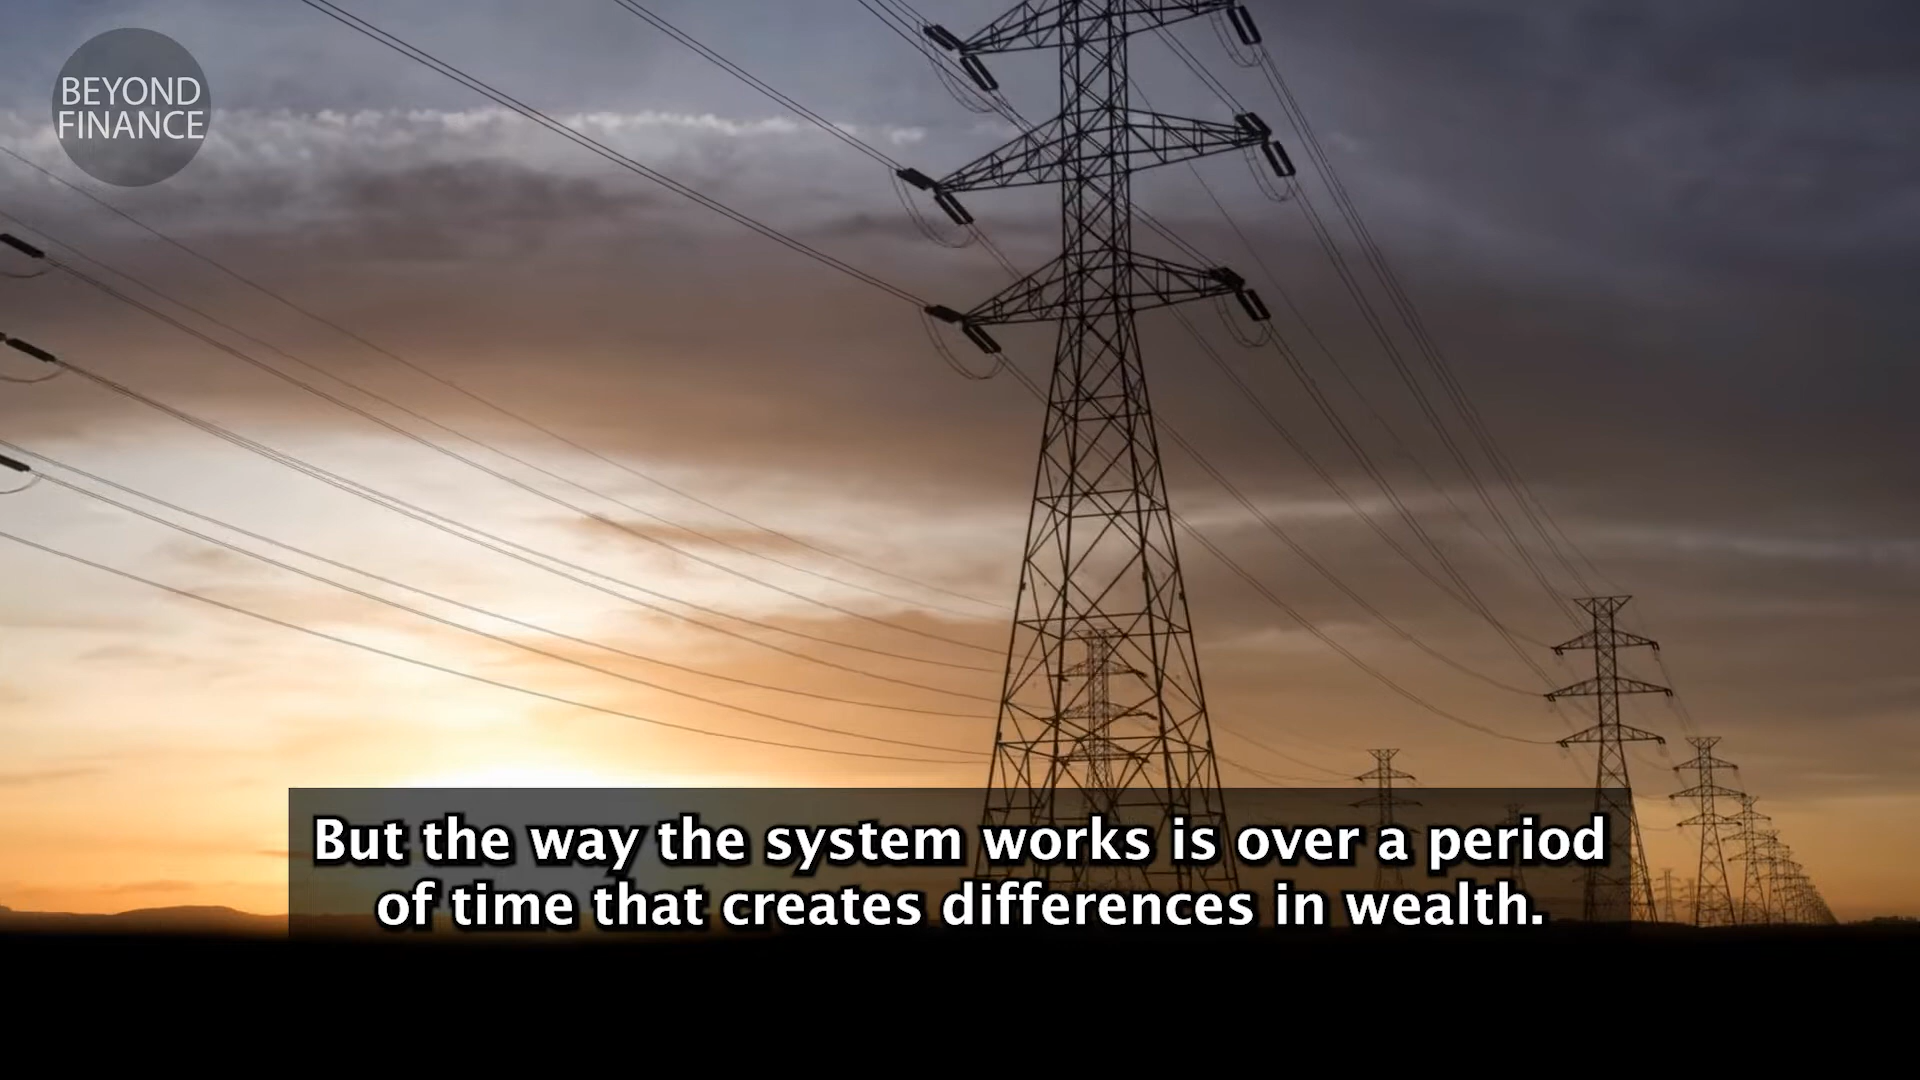 BEYOND
FINANCE
But the way the system works is over a period
of time that creates differences in wealth.